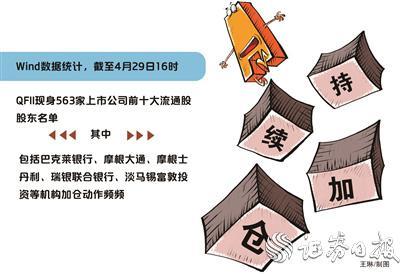 Wind数据统计，截至4月29日16时
QFII现身563家上市公司前十大流通股
股东名单
其中
包括巴克莱银行、摩根大通、摩根士
丹利、瑞银联合银行、淡马锡富敦投
资等机构加仓动作频频
持
续
加
仓
证券日报
王琳/制图